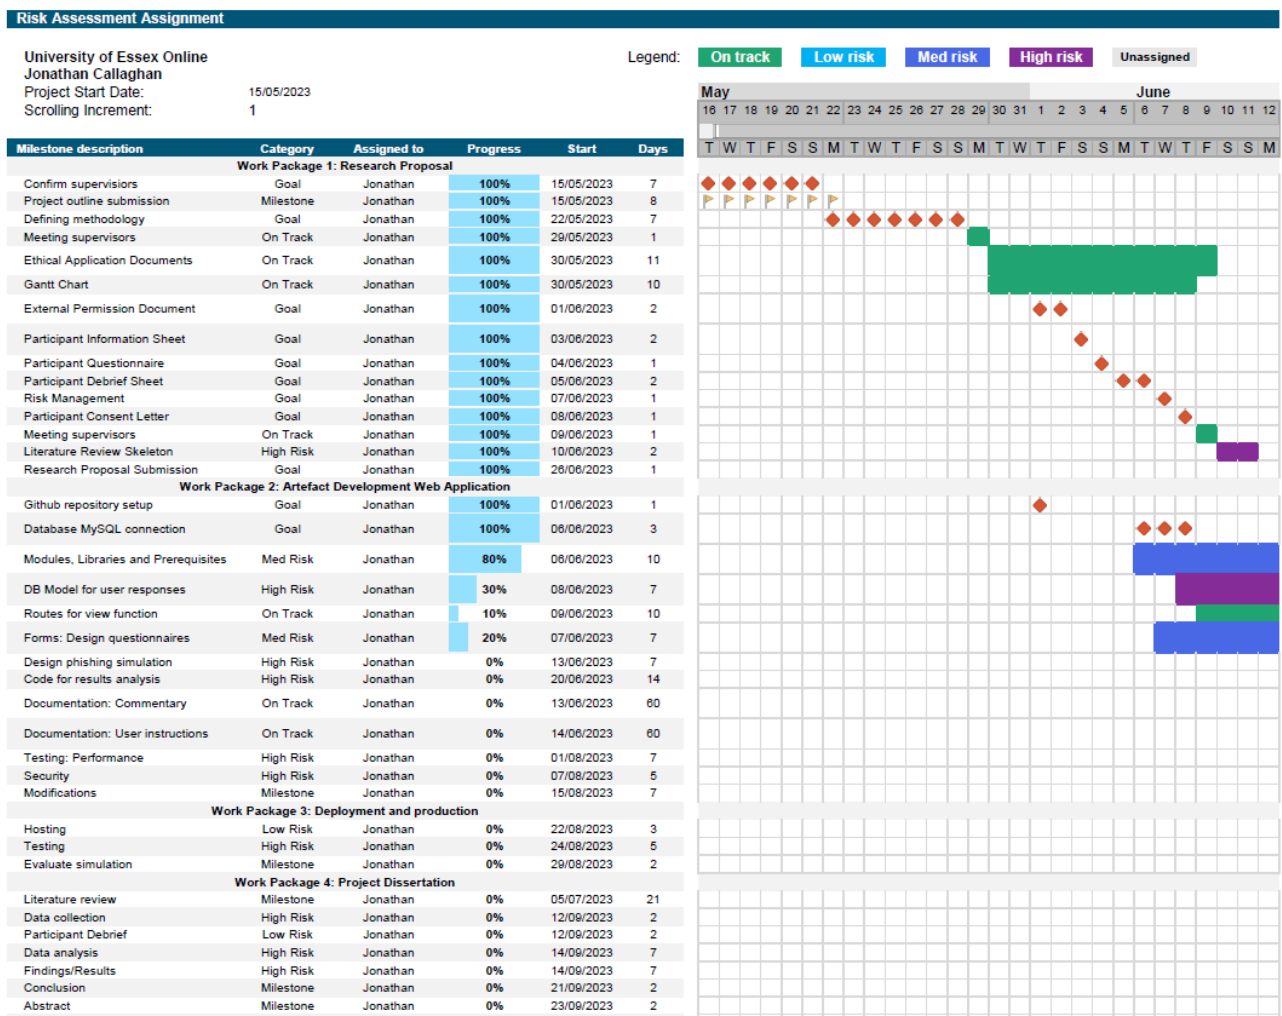 Risk Assessment Assignment
University of Essex Online
Legend: On track Low risk Med risk High risk Unassigned
Jonathan Callaghan
Project Start Date: 15/05/2023
May June
Scrolling Increment: 1
16 17 18 19 20 21 22 23 24 25 26 27 28 29 30 31 1 2 3 4 5 6 7 8 9 10 11 12
Milestone description Category Assigned to Progress Start Days
T W T F S S M T W T F S S M T W T F S S M T W T F S S M
Work Package 1: Research Proposal
Confirm supervisiors Goal Jonathan 100% 15/05/2023 7
Project outline submission Milestone Jonathan 100% 15/05/2023 8
Defining methodology Goal Jonathan 100% 22/05/2023 7
Meeting supervisors On Track Jonathan 100% 29/05/2023 1
Ethical Application Documents On Track Jonathan 100% 30/05/2023 11
Gantt Chart On Track Jonathan 100% 30/05/2023 10
External Permission Document Goal Jonathan 100% 01/06/2023 2
Participant Information Sheet Goal Jonathan 100% 03/06/2023 2
Participant Questionnaire Goal Jonathan 100% 04/06/2023 1
Participant Debrief Sheet Goal Jonathan 100% 05/06/2023 2
Risk Management Goal Jonathan 100% 07/06/2023 1
Participant Consent Letter Goal Jonathan 100% 08/06/2023 1
Meeting supervisors On Track Jonathan 100% 09/06/2023 1
Literature Review Skeleton High Risk Jonathan 100% 10/06/2023 2
Research Proposal Submission Goal Jonathan 100% 26/06/2023 1
Work Package 2: Artefact Development Web Application
Github repository setup Goal Jonathan 100% 01/06/2023 1
Database MySQL connection Goal Jonathan 100% 06/06/2023 3
Modules, Libraries and Prerequisites Med Risk Jonathan 80% 06/06/2023 10
DB Model for user responses High Risk Jonathan 30% 08/06/2023 7
Routes for view function On Track Jonathan 10% 09/06/2023 10
Forms: Design questionnaires Med Risk Jonathan 20% 07/06/2023 7
Design phishing simulation High Risk Jonathan 0% 13/06/2023 7
Code for results analysis High Risk Jonathan 0% 20/06/2023 14
Documentation: Commentary On Track Jonathan 0% 13/06/2023 60
Documentation: User instructions On Track Jonathan 0% 14/06/2023 60
Testing: Performance High Risk Jonathan 0% 01/08/2023 7
Security High Risk Jonathan 0% 07/08/2023 5
Modifications Milestone Jonathan 0% 15/08/2023 7
Work Package 3: Deployment and production
Hosting Low Risk Jonathan 0% 22/08/2023 3
Testing High Risk Jonathan 0% 24/08/2023 5
Evaluate simulation Milestone Jonathan 0% 29/08/2023 2
Work Package 4: Project Dissertation
Literature review Milestone Jonathan 0% 05/07/2023 21
Data collection High Risk Jonathan 0% 12/09/2023 2
Participant Debrief Low Risk Jonathan 0% 12/09/2023 2
Data analysis High Risk Jonathan 0% 14/09/2023 7
Findings/Results High Risk Jonathan 0% 14/09/2023 7
Conclusion Milestone Jonathan 0% 21/09/2023 2
Abstract Milestone Jonathan 0% 23/09/2023 2